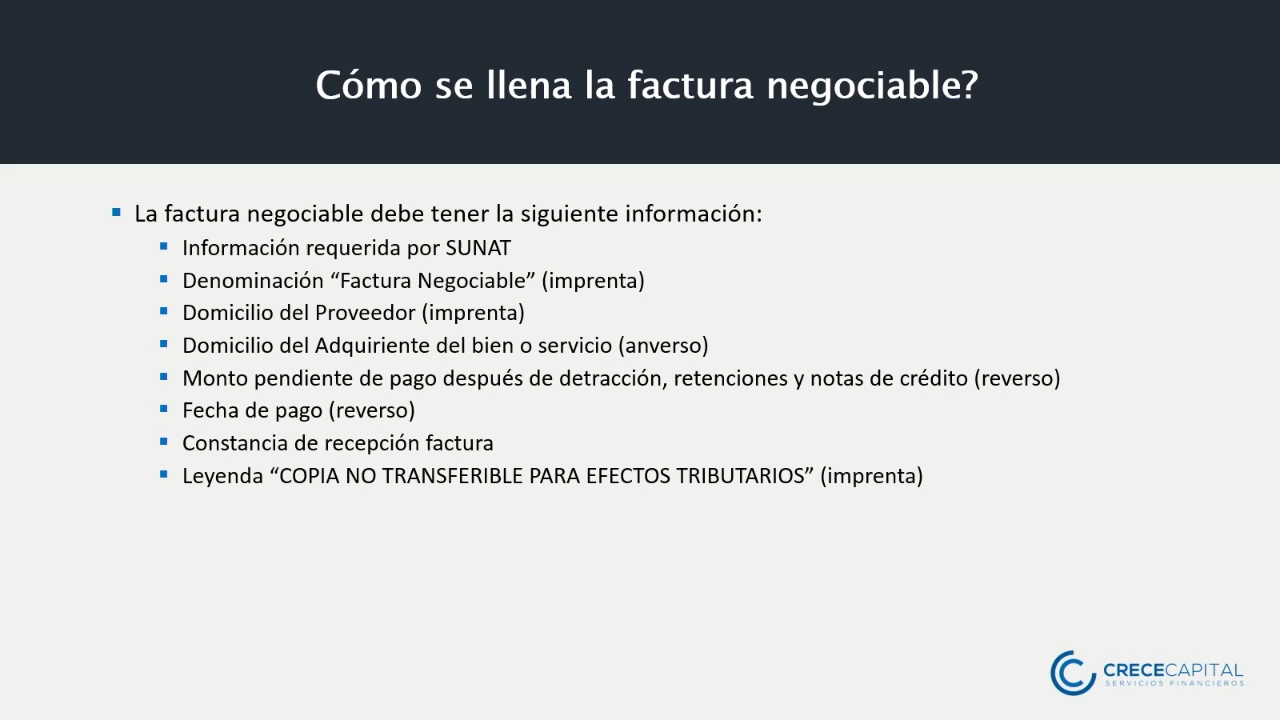 Cómo se llena la factura negociable?
La factura negociable debe tener la siguiente información:
Información requerida por SUNAT
Denominación “Factura Negociable” (imprenta)
Domicilio del Proveedor (imprenta)
Domicilio del Adquiriente del bien o servicio (anverso)
Monto pendiente de pago después de detracción, retenciones y notas de crédito (reverso)
Fecha de pago (reverso)
Constancia de recepción factura
Leyenda “COPIA NO TRANSFERIBLE PARA EFECTOS TRIBUTARIOS” (imprenta)
CRECECAPITAL
SERVICIOS FINANCIEROS